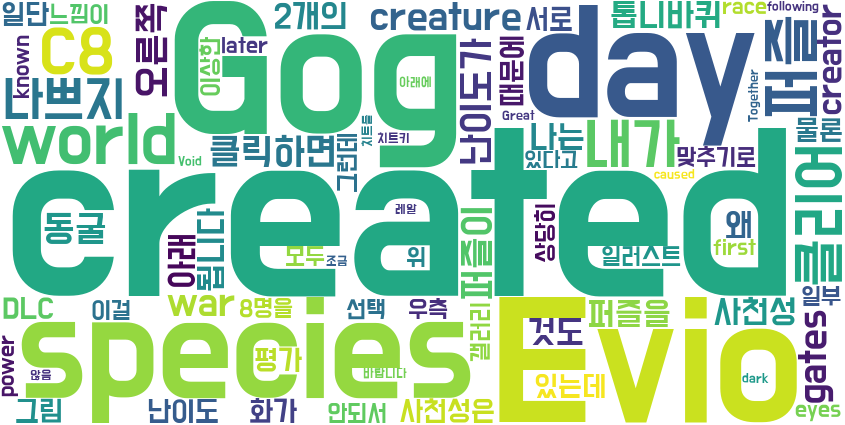 일단 느낌이 오른쪽 2개의 creature 서로 톱니바퀴 race following
known C8 이상한 later Gog day 퍼즐 creator
나쁘지 아래에 치트를 난이도가 때문에 Together
world Void 클릭하면 그런데 치트키 Great 나는 내가 물론
있다고 맞추기로 caused
created 동굴 아래 됩니다 레알 퍼즐이 상당히 왜 클리어
모두 조금 위 일러스트 first
DLC 이걸 war 8명을 선택 우측 갤러리 퍼즐을 사천성 일부
power species Evio 것도 gates
많음 평가 바랍니다 있는데 dark
그림 난이도 화가 안되서 사천성은 eyes